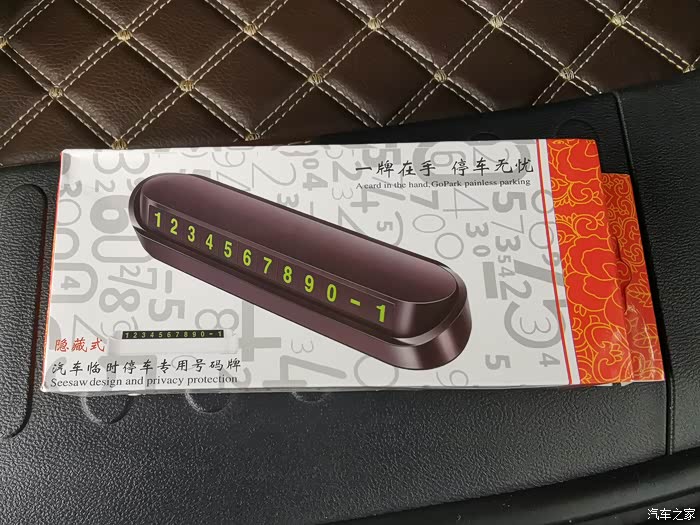 一牌在手 停车无忧
A card in the hand, GoPark painless parking
1234567890-1
隐藏式
1234567890-1
汽车临时停车专用号码牌
Seesaw design and privacy protection
汽车之家